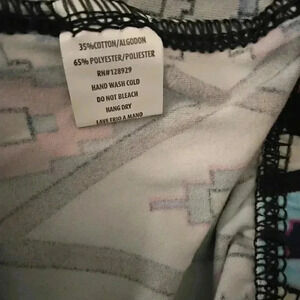 35%COTTON/ALGODON
65% POLYESTER/POLIESTER
RN#128929
HAND WASH COLD
DO NOT BLEACH
HANG DRY
LAVE FRIO A MANO